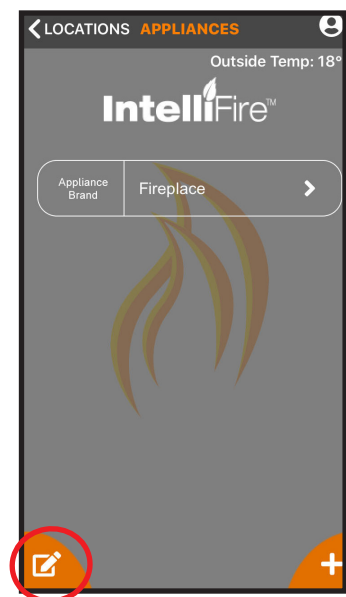 LOCATIONS APPLIANCES
Outside Temp: 18°
IntelliFire™
Appliance
Brand
Fireplace